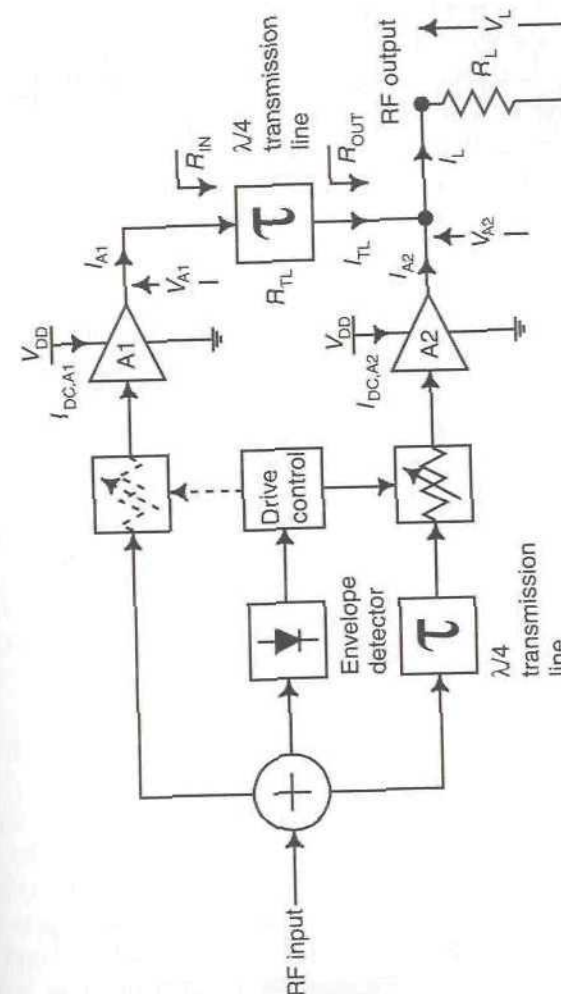 RF input
V_DD
I_DC,A1
A1
I_A1
V_A1
R_IN
λ/4
transmission
line
τ
R_TL
R_OUT
I_TL
Envelope
detector
Drive
control
λ/4
transmission
line
τ
V_DD
I_DC,A2
A2
I_A2
V_A2
I_L
RF output
R_L
V_L